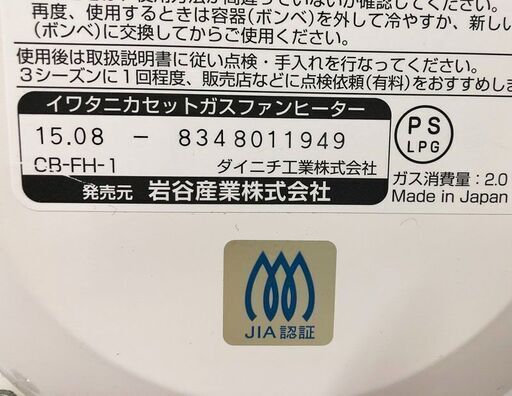 再度、使用するときは容器(ボンベ)を外して冷やすか、新しい
(ボンベ)に交換してからご使用ください。
使用後は取扱説明書に従い点検・手入れを行なってください。
3シーズンに1回程度、販売店などに点検依頼(有料)をおすすめしま
イワタニカセットガスファンヒーター
15.08 - 8348011949
CB-FH-1 ダイニチ工業株式会社
発売元 岩谷産業株式会社
PS
LPG
ガス消費量:2.0
Made in Japan
JIA認証